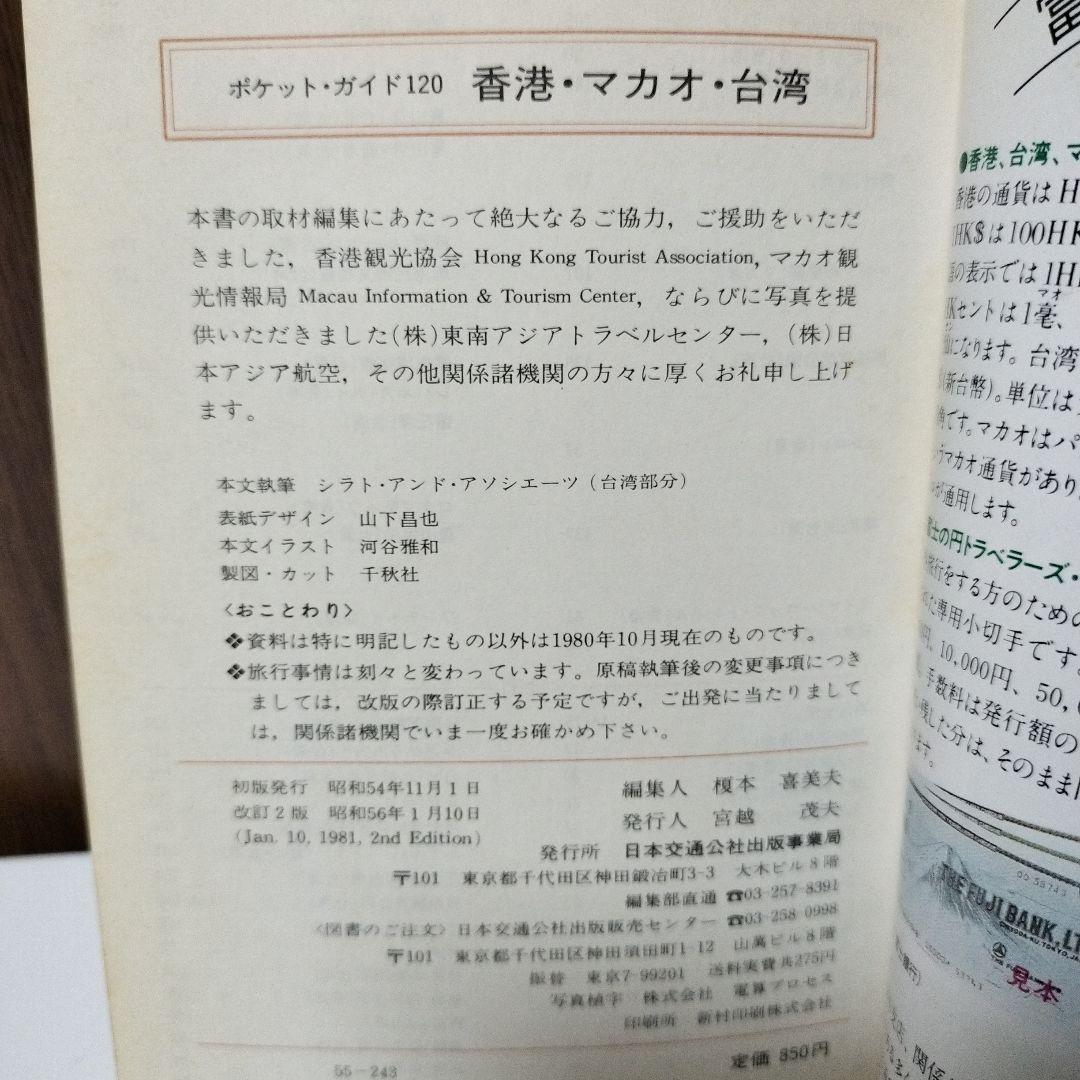 ポケット・ガイド120 香港・マカオ・台湾
本書の取材編集にあたって絶大なるご協力，ご援助をいただ
きました，香港観光協会 Hong Kong Tourist Association, マカオ観
光情報局 Macau Information & Tourism Center，ならびに写真を提
供いただきました(株)東南アジアトラベルセンター，(株)日
本アジア航空，その他関係諸機関の方々に厚くお礼申し上げ
ます。
本文執筆 シラト・アンド・アソシエーツ（台湾部分）
表紙デザイン 山下昌也
本文イラスト 河谷雅和
製図・カット 千秋社
〈おことわり〉
❖資料は特に明記したもの以外は1980年10月現在のものです。
❖旅行事情は刻々と変わっています。原稿執筆後の変更事項につき
ましては，改版の際訂正する予定ですが，ご出発に当たりまして
は，関係諸機関でいま一度お確かめ下さい。
初版発行 昭和54年11月1日
改訂2版 昭和56年1月10日
(Jan. 10, 1981, 2nd Edition)
編集人 榎本 喜美夫
発行人 宮越 茂夫
発行所 日本交通公社出版事業局
〒101 東京都千代田区神田鍛冶町3-3 大木ビル8階
編集部直通 ☎03-257-8391
〈図書のご注文〉日本交通公社出版販売センター ☎03-258-0998
〒101 東京都千代田区神田須田町1-12 山萬ビル8階
振替 東京7-99201 送料実費共275円
写真植字 株式会社 電算プロセス
印刷所 新村印刷株式会社
定価 850円
55-243
富
●香港、台湾、マ
香港の通貨はH
HK$は100HK
の表示では1H
マオ
Kセントは1毫、
になります。台湾
(新台幣)。単位は
角です。マカオはパ
うマカオ通貨があり
が通用します。
士の円トラベラーズ・
旅行をする方のための
た専用小切手です
円、10,000円、50,
手数料は発行額の
残した分は、そのまま
ます。
THE FUJI BANK, LT
CHIYODA-KU, TOKYO, JA
見本
、関係